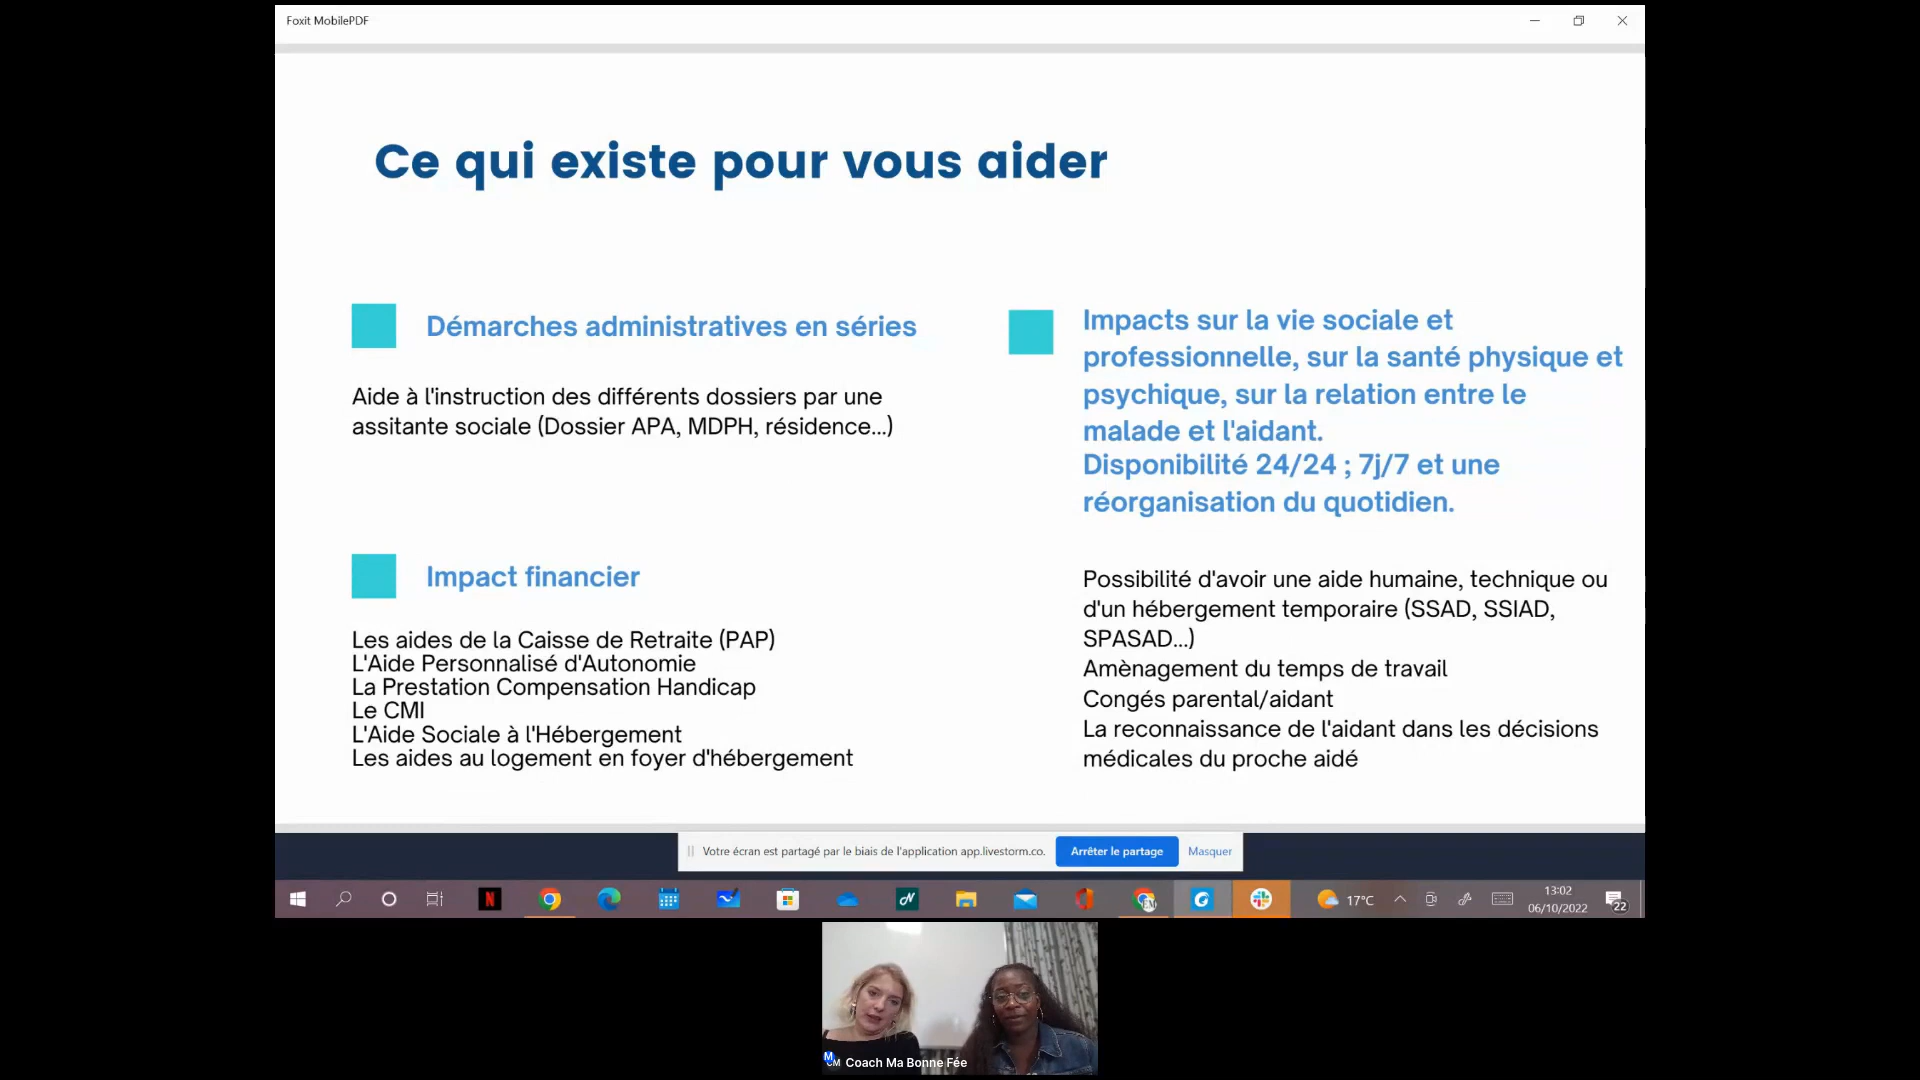 Foxit MobilePDF
Ce qui existe pour vous aider
Démarches administratives en séries
Aide à l'instruction des différents dossiers par une
assitante sociale (Dossier APA, MDPH, résidence...)
Impact financier
Les aides de la Caisse de Retraite (PAP)
L'Aide Personnalisé d'Autonomie
La Prestation Compensation Handicap
Le CMI
L'Aide Sociale à l'Hébergement
Les aides au logement en foyer d'hébergement
Impacts sur la vie sociale et
professionnelle, sur la santé physique et
psychique, sur la relation entre le
malade et l'aidant.
Disponibilité 24/24 ; 7j/7 et une
réorganisation du quotidien.
Possibilité d'avoir une aide humaine, technique ou
d'un hébergement temporaire (SSAD, SSIAD,
SPASAD...)
Amènagement du temps de travail
Congés parental/aidant
La reconnaissance de l'aidant dans les décisions
médicales du proche aidé
Votre écran est partagé par le biais de l'application app.livestorm.co.
Arrêter le partage
Masquer
N
EM
17°C
13:02
06/10/2022
22
M
CM
Coach Ma Bonne Fée